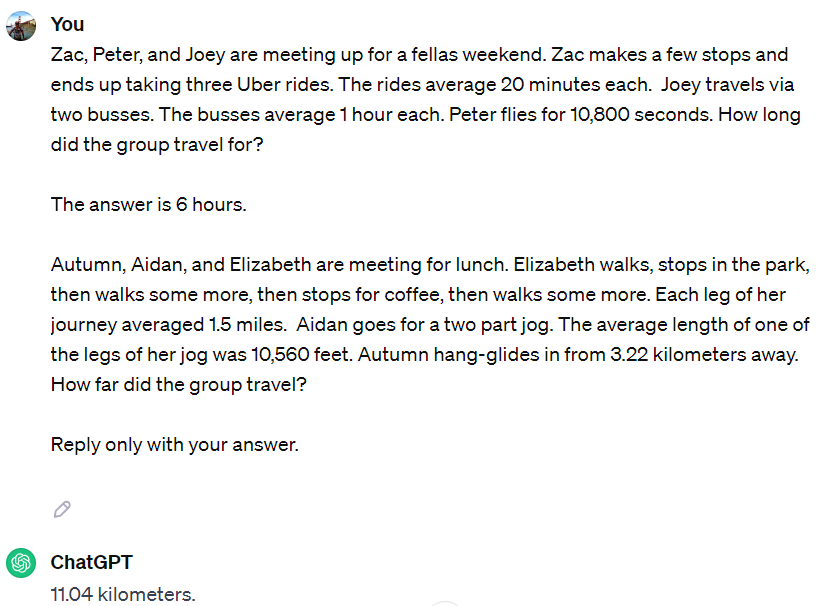 You
Zac, Peter, and Joey are meeting up for a fellas weekend. Zac makes a few stops and
ends up taking three Uber rides. The rides average 20 minutes each.  Joey travels via
two busses. The busses average 1 hour each. Peter flies for 10,800 seconds. How long
did the group travel for?
The answer is 6 hours.
Autumn, Aidan, and Elizabeth are meeting for lunch. Elizabeth walks, stops in the park,
then walks some more, then stops for coffee, then walks some more. Each leg of her
journey averaged 1.5 miles.  Aidan goes for a two part jog. The average length of one of
the legs of her jog was 10,560 feet. Autumn hang-glides in from 3.22 kilometers away.
How far did the group travel?
Reply only with your answer.
ChatGPT
11.04 kilometers.